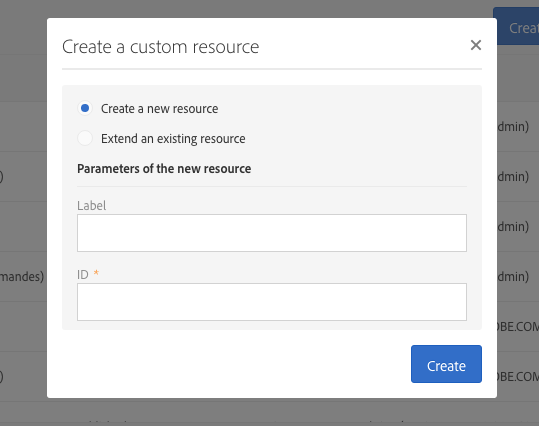 Creat
Create a custom resource
×
Create a new resource
Extend an existing resource
dmin)
Parameters of the new resource
)
dmin)
Label
dmin)
ID *
mandes)
dmin)
OBE.COM
Create
)
OBE.COM